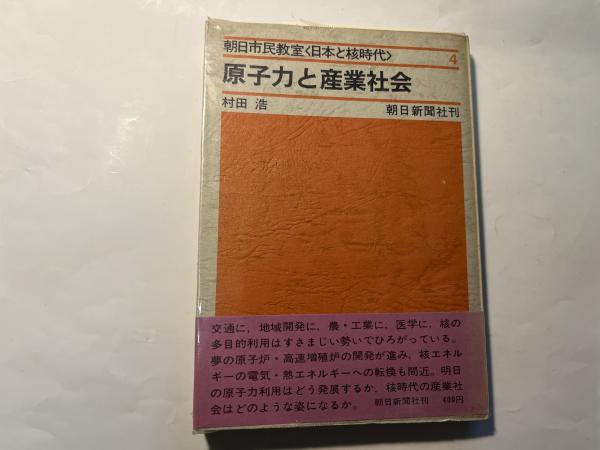 朝日市民教室〈日本と核時代〉 4
原子力と産業社会
村田 浩 朝日新聞社刊
交通に，地域開発に，農・工業に，医学に，核の
多目的利用はすさまじい勢いでひろがっている。
夢の原子炉・高速増殖炉の開発が進み，核エネル
ギーの電気・熱エネルギーへの転換も間近。明日
の原子力利用はどう発展するか，核時代の産業社
会はどのような姿になるか。 朝日新聞社刊 400円